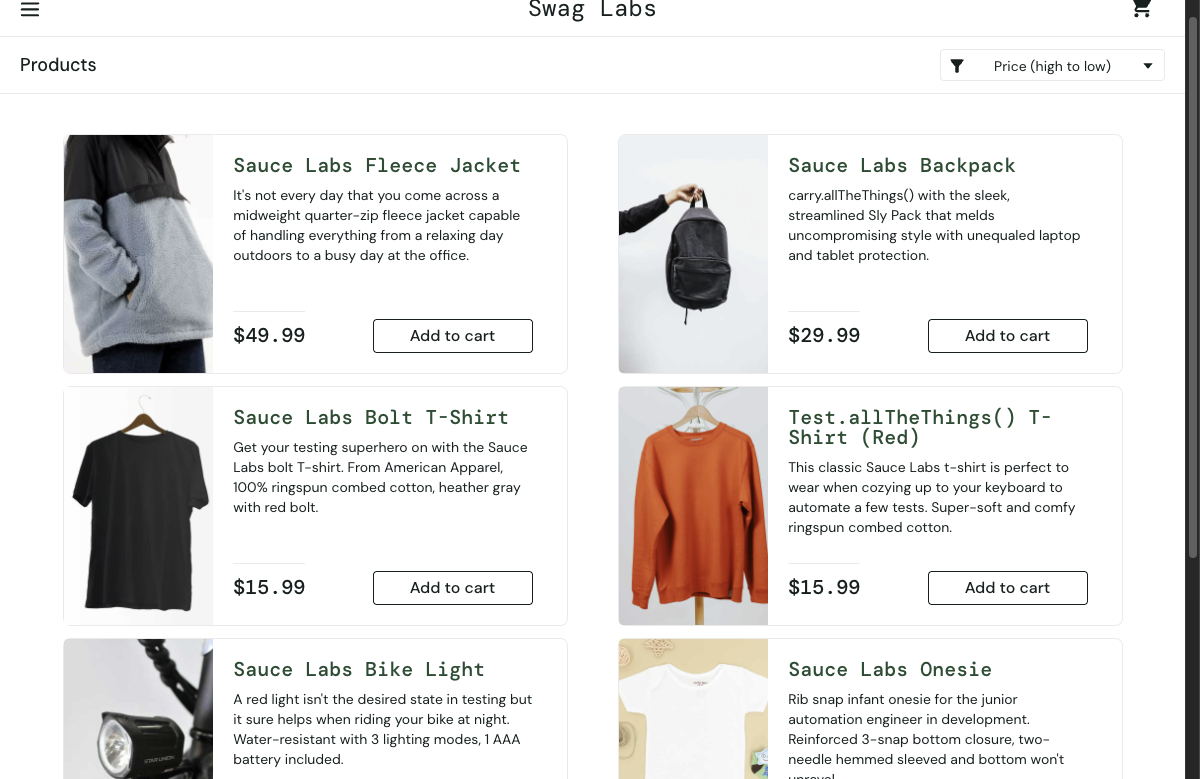 Swag Labs
Products
Price (high to low)
Sauce Labs Fleece Jacket
It's not every day that you come across a
midweight quarter-zip fleece jacket capable
of handling everything from a relaxing day
outdoors to a busy day at the office.
$49.99
Add to cart
Sauce Labs Backpack
carry.allTheThings() with the sleek,
streamlined Sly Pack that melds
uncompromising style with unequaled laptop
and tablet protection.
$29.99
Add to cart
Sauce Labs Bolt T-Shirt
Get your testing superhero on with the Sauce
Labs bolt T-shirt. From American Apparel,
100% ringspun combed cotton, heather gray
with red bolt.
$15.99
Add to cart
Test.allTheThings() T-
Shirt (Red)
This classic Sauce Labs t-shirt is perfect to
wear when cozying up to your keyboard to
automate a few tests. Super-soft and comfy
ringspun combed cotton.
$15.99
Add to cart
Sauce Labs Bike Light
A red light isn't the desired state in testing but
it sure helps when riding your bike at night.
Water-resistant with 3 lighting modes, 1 AAA
battery included.
Sauce Labs Onesie
Rib snap infant onesie for the junior
automation engineer in development.
Reinforced 3-snap bottom closure, two-
needle hemmed sleeved and bottom won't